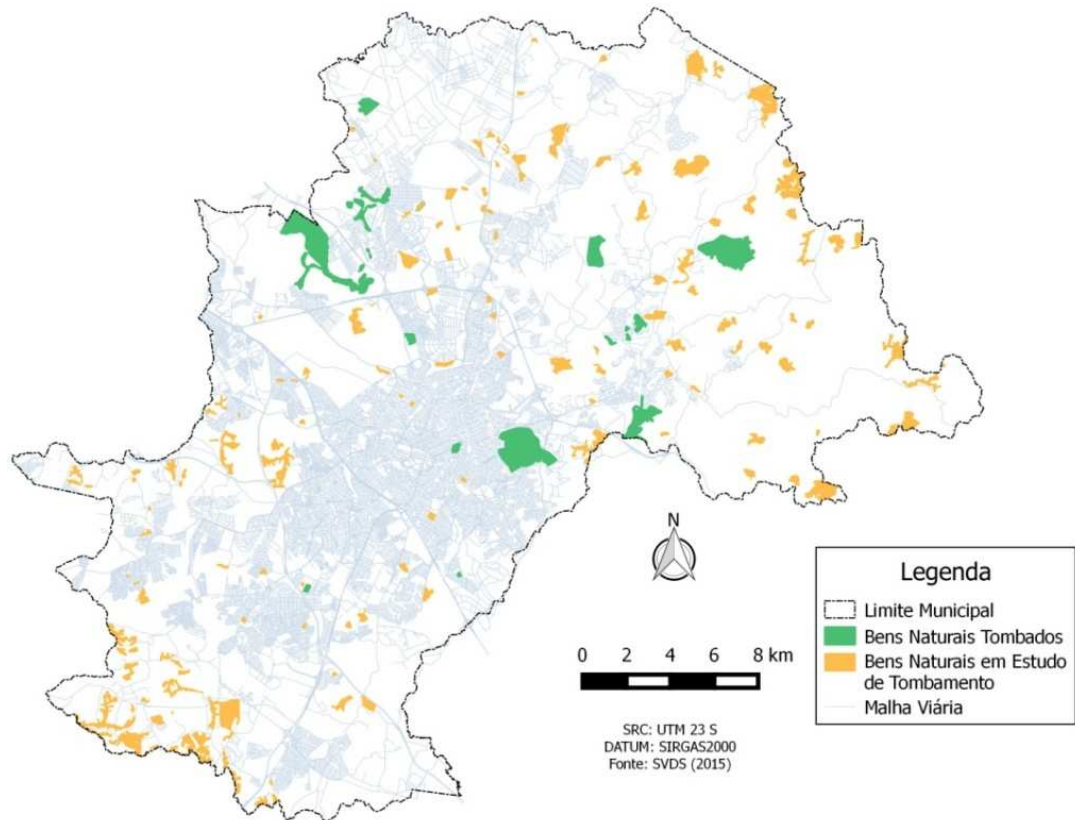 N
0 2 4 6 8 km
SRC: UTM 23 S
DATUM: SIRGAS2000
Fonte: SVDS (2015)
Legenda
Limite Municipal
Bens Naturais Tombados
Bens Naturais em Estudo
de Tombamento
Malha Viária